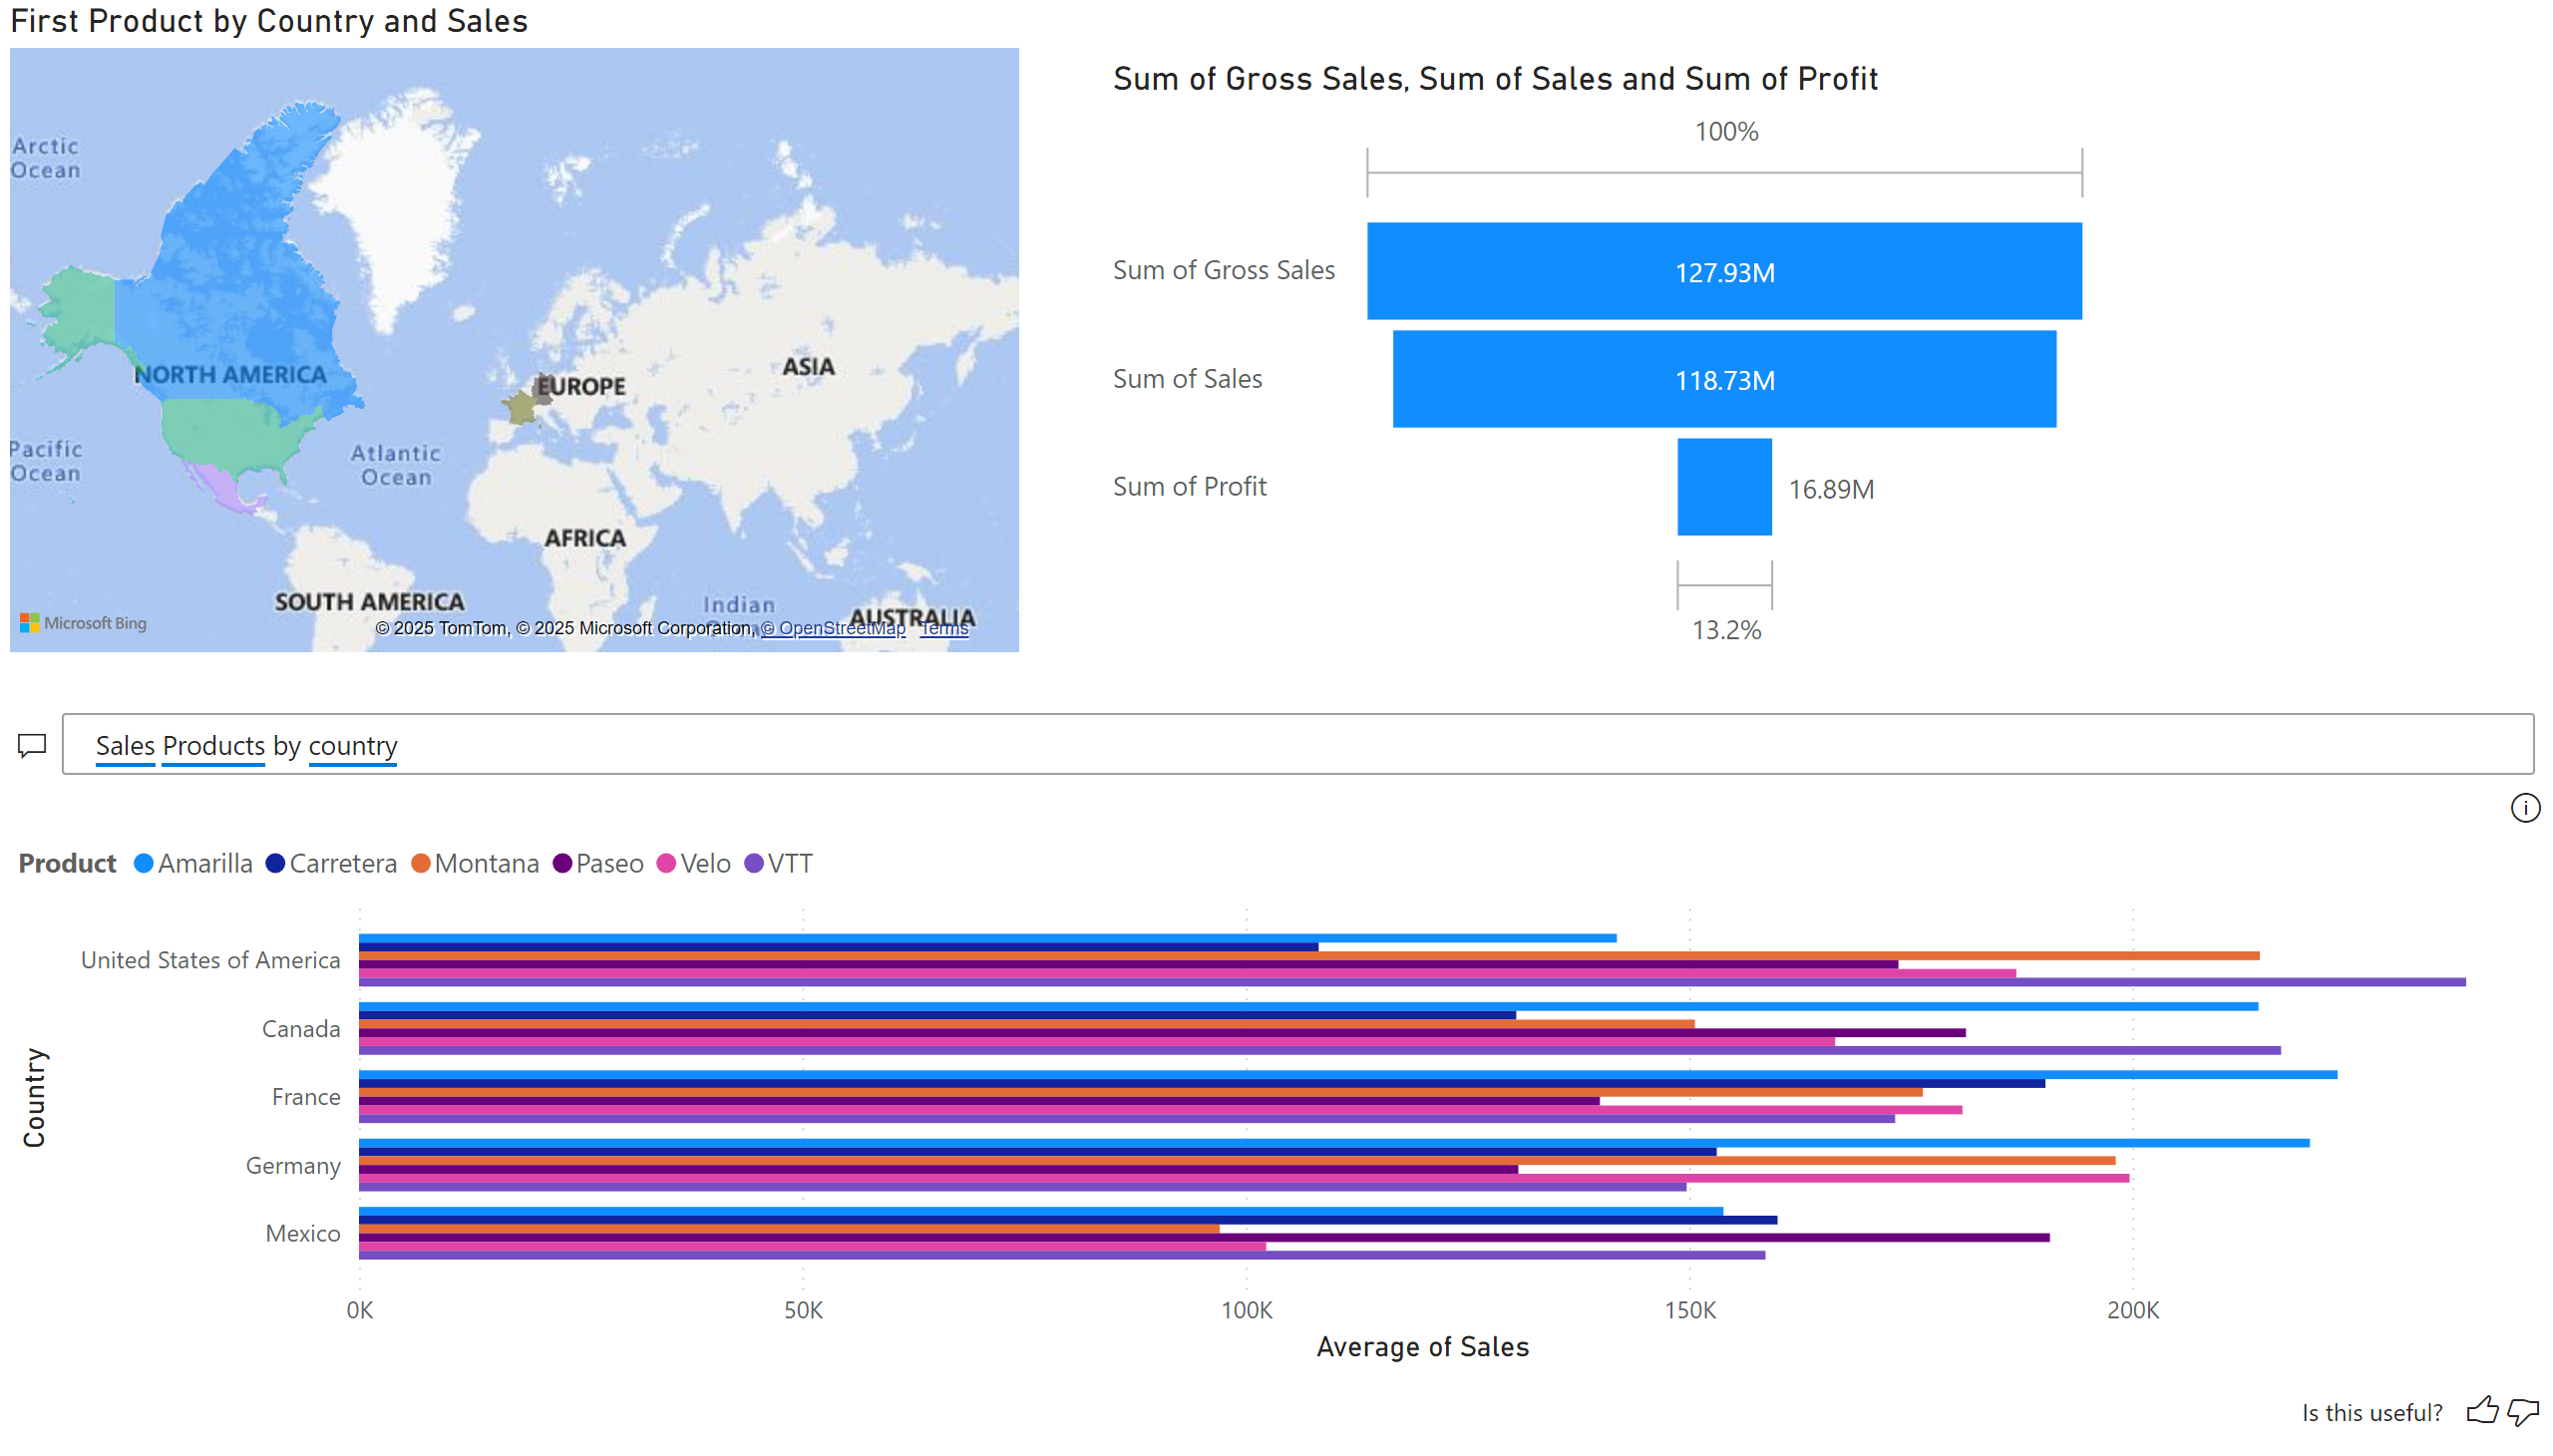 First Product by Country and Sales
Arctic
Ocean
NORTH AMERICA
EUROPE
ASIA
Pacific
Ocean
Atlantic
Ocean
AFRICA
SOUTH AMERICA
Indian
AUSTRALIA
Microsoft Bing
© 2025 TomTom, © 2025 Microsoft Corporation, © OpenStreetMap Terms
Sum of Gross Sales, Sum of Sales and Sum of Profit
100%
Sum of Gross Sales 127.93M
Sum of Sales 118.73M
Sum of Profit 16.89M
13.2%
Sales Products by country
Product Amarilla Carretera Montana Paseo Velo VTT
Country
United States of America
Canada
France
Germany
Mexico
0K 50K 100K 150K 200K
Average of Sales
Is this useful?